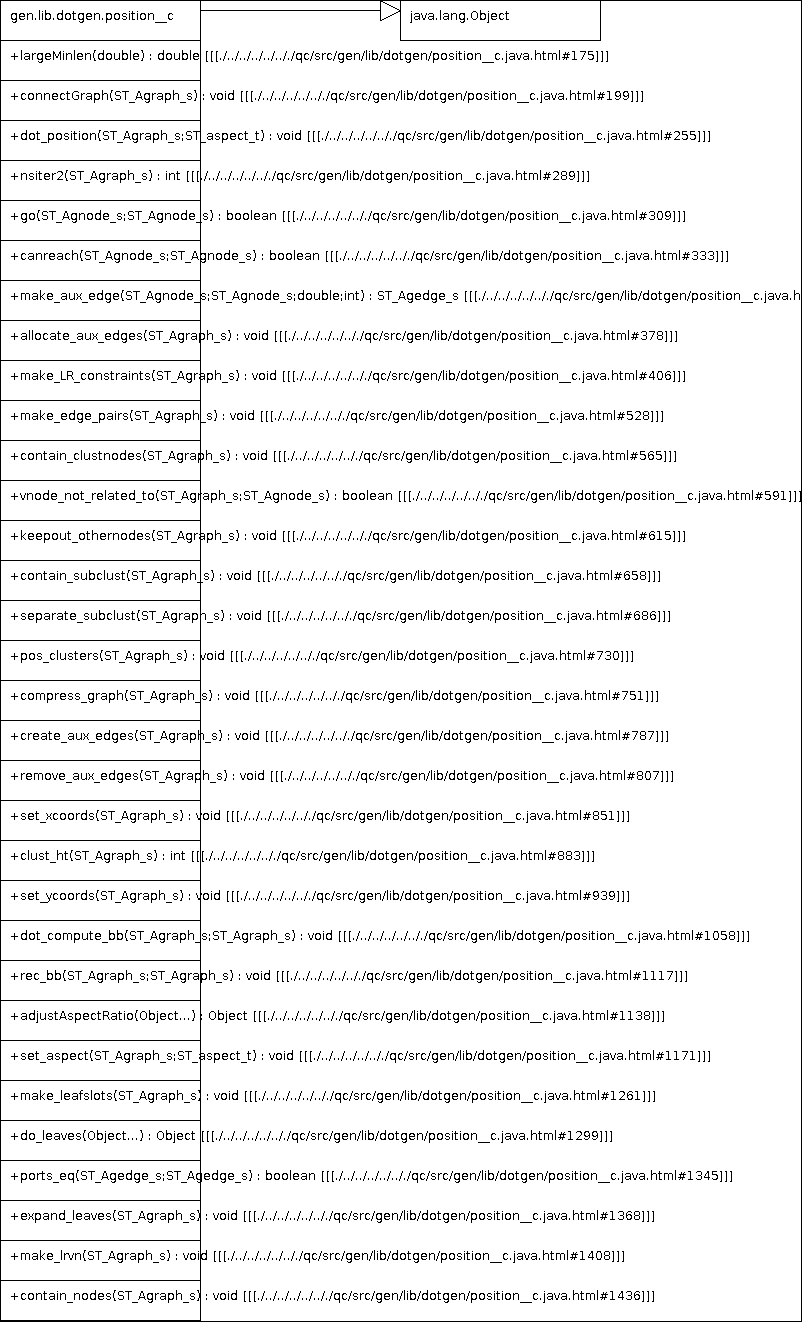 gen.lib.dotgen.position__c
java.lang.Object
+largeMinlen(double) : double [[[./../../../../../../qc/src/gen/lib/dotgen/position__c.java.html#175]]]
+connectGraph(ST_Agraph_s) : void [[[./../../../../../../qc/src/gen/lib/dotgen/position__c.java.html#199]]]
+dot_position(ST_Agraph_s;ST_aspect_t) : void [[[./../../../../../../qc/src/gen/lib/dotgen/position__c.java.html#255]]]
+nsiter2(ST_Agraph_s) : int [[[./../../../../../../qc/src/gen/lib/dotgen/position__c.java.html#289]]]
+go(ST_Agnode_s;ST_Agnode_s) : boolean [[[./../../../../../../qc/src/gen/lib/dotgen/position__c.java.html#309]]]
+canreach(ST_Agnode_s;ST_Agnode_s) : boolean [[[./../../../../../../qc/src/gen/lib/dotgen/position__c.java.html#333]]]
+make_aux_edge(ST_Agnode_s;ST_Agnode_s;double;int) : ST_Agedge_s [[[./../../../../../../qc/src/gen/lib/dotgen/position__c.java.h
+allocate_aux_edges(ST_Agraph_s) : void [[[./../../../../../../qc/src/gen/lib/dotgen/position__c.java.html#378]]]
+make_LR_constraints(ST_Agraph_s) : void [[[./../../../../../../qc/src/gen/lib/dotgen/position__c.java.html#406]]]
+make_edge_pairs(ST_Agraph_s) : void [[[./../../../../../../qc/src/gen/lib/dotgen/position__c.java.html#528]]]
+contain_clustnodes(ST_Agraph_s) : void [[[./../../../../../../qc/src/gen/lib/dotgen/position__c.java.html#565]]]
+vnode_not_related_to(ST_Agraph_s;ST_Agnode_s) : boolean [[[./../../../../../../qc/src/gen/lib/dotgen/position__c.java.html#591]]]
+keepout_othernodes(ST_Agraph_s) : void [[[./../../../../../../qc/src/gen/lib/dotgen/position__c.java.html#615]]]
+contain_subclust(ST_Agraph_s) : void [[[./../../../../../../qc/src/gen/lib/dotgen/position__c.java.html#658]]]
+separate_subclust(ST_Agraph_s) : void [[[./../../../../../../qc/src/gen/lib/dotgen/position__c.java.html#686]]]
+pos_clusters(ST_Agraph_s) : void [[[./../../../../../../qc/src/gen/lib/dotgen/position__c.java.html#730]]]
+compress_graph(ST_Agraph_s) : void [[[./../../../../../../qc/src/gen/lib/dotgen/position__c.java.html#751]]]
+create_aux_edges(ST_Agraph_s) : void [[[./../../../../../../qc/src/gen/lib/dotgen/position__c.java.html#787]]]
+remove_aux_edges(ST_Agraph_s) : void [[[./../../../../../../qc/src/gen/lib/dotgen/position__c.java.html#807]]]
+set_xcoords(ST_Agraph_s) : void [[[./../../../../../../qc/src/gen/lib/dotgen/position__c.java.html#851]]]
+clust_ht(ST_Agraph_s) : int [[[./../../../../../../qc/src/gen/lib/dotgen/position__c.java.html#883]]]
+set_ycoords(ST_Agraph_s) : void [[[./../../../../../../qc/src/gen/lib/dotgen/position__c.java.html#939]]]
+dot_compute_bb(ST_Agraph_s;ST_Agraph_s) : void [[[./../../../../../../qc/src/gen/lib/dotgen/position__c.java.html#1058]]]
+rec_bb(ST_Agraph_s;ST_Agraph_s) : void [[[./../../../../../../qc/src/gen/lib/dotgen/position__c.java.html#1117]]]
+adjustAspectRatio(Object...) : Object [[[./../../../../../../qc/src/gen/lib/dotgen/position__c.java.html#1138]]]
+set_aspect(ST_Agraph_s;ST_aspect_t) : void [[[./../../../../../../qc/src/gen/lib/dotgen/position__c.java.html#1171]]]
+make_leafslots(ST_Agraph_s) : void [[[./../../../../../../qc/src/gen/lib/dotgen/position__c.java.html#1261]]]
+do_leaves(Object...) : Object [[[./../../../../../../qc/src/gen/lib/dotgen/position__c.java.html#1299]]]
+ports_eq(ST_Agedge_s;ST_Agedge_s) : boolean [[[./../../../../../../qc/src/gen/lib/dotgen/position__c.java.html#1345]]]
+expand_leaves(ST_Agraph_s) : void [[[./../../../../../../qc/src/gen/lib/dotgen/position__c.java.html#1368]]]
+make_lrvn(ST_Agraph_s) : void [[[./../../../../../../qc/src/gen/lib/dotgen/position__c.java.html#1408]]]
+contain_nodes(ST_Agraph_s) : void [[[./../../../../../../qc/src/gen/lib/dotgen/position__c.java.html#1436]]]